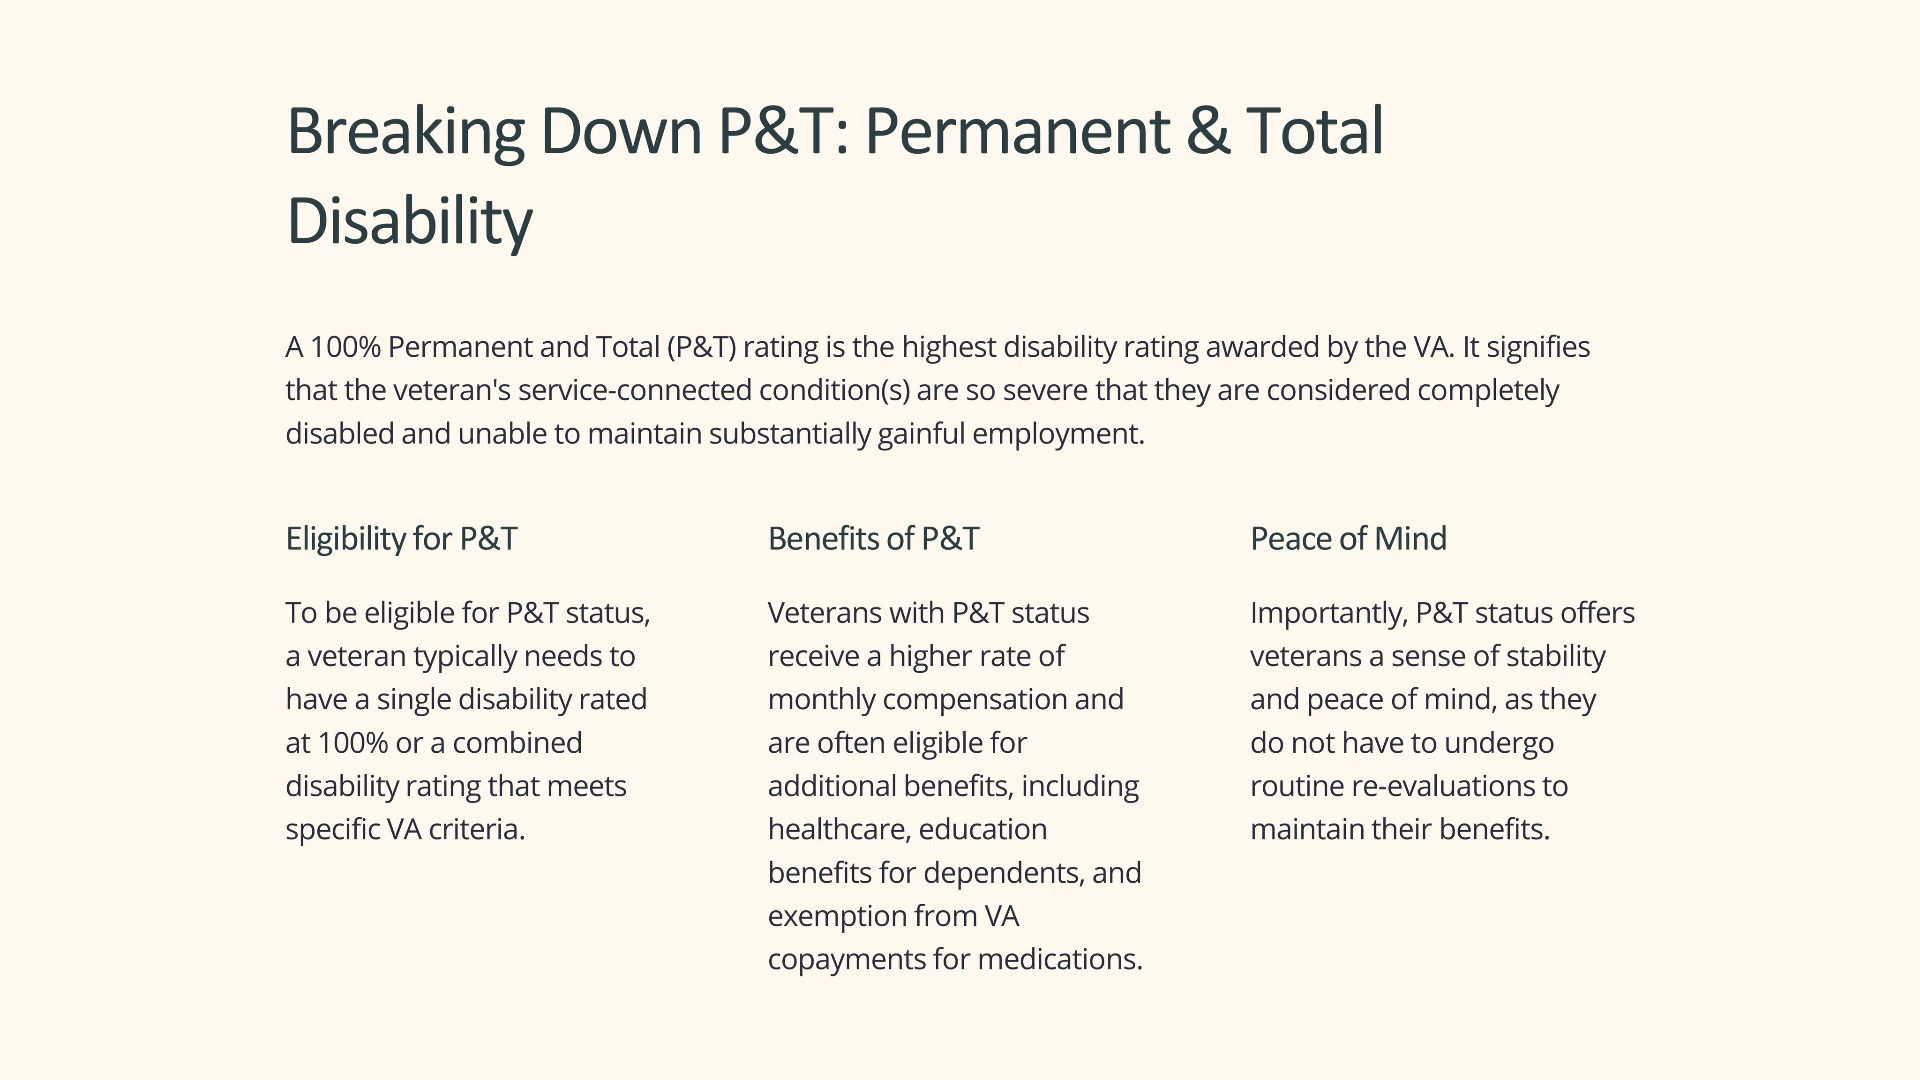 Breaking Down P&T: Permanent & Total
Disability
A 100% Permanent and Total (P&T) rating is the highest disability rating awarded by the VA. It signifies
that the veteran's service-connected condition(s) are so severe that they are considered completely
disabled and unable to maintain substantially gainful employment.
Eligibility for P&T
To be eligible for P&T status,
a veteran typically needs to
have a single disability rated
at 100% or a combined
disability rating that meets
specific VA criteria.
Benefits of P&T
Veterans with P&T status
receive a higher rate of
monthly compensation and
are often eligible for
additional benefits, including
healthcare, education
benefits for dependents, and
exemption from VA
copayments for medications.
Peace of Mind
Importantly, P&T status offers
veterans a sense of stability
and peace of mind, as they
do not have to undergo
routine re-evaluations to
maintain their benefits.